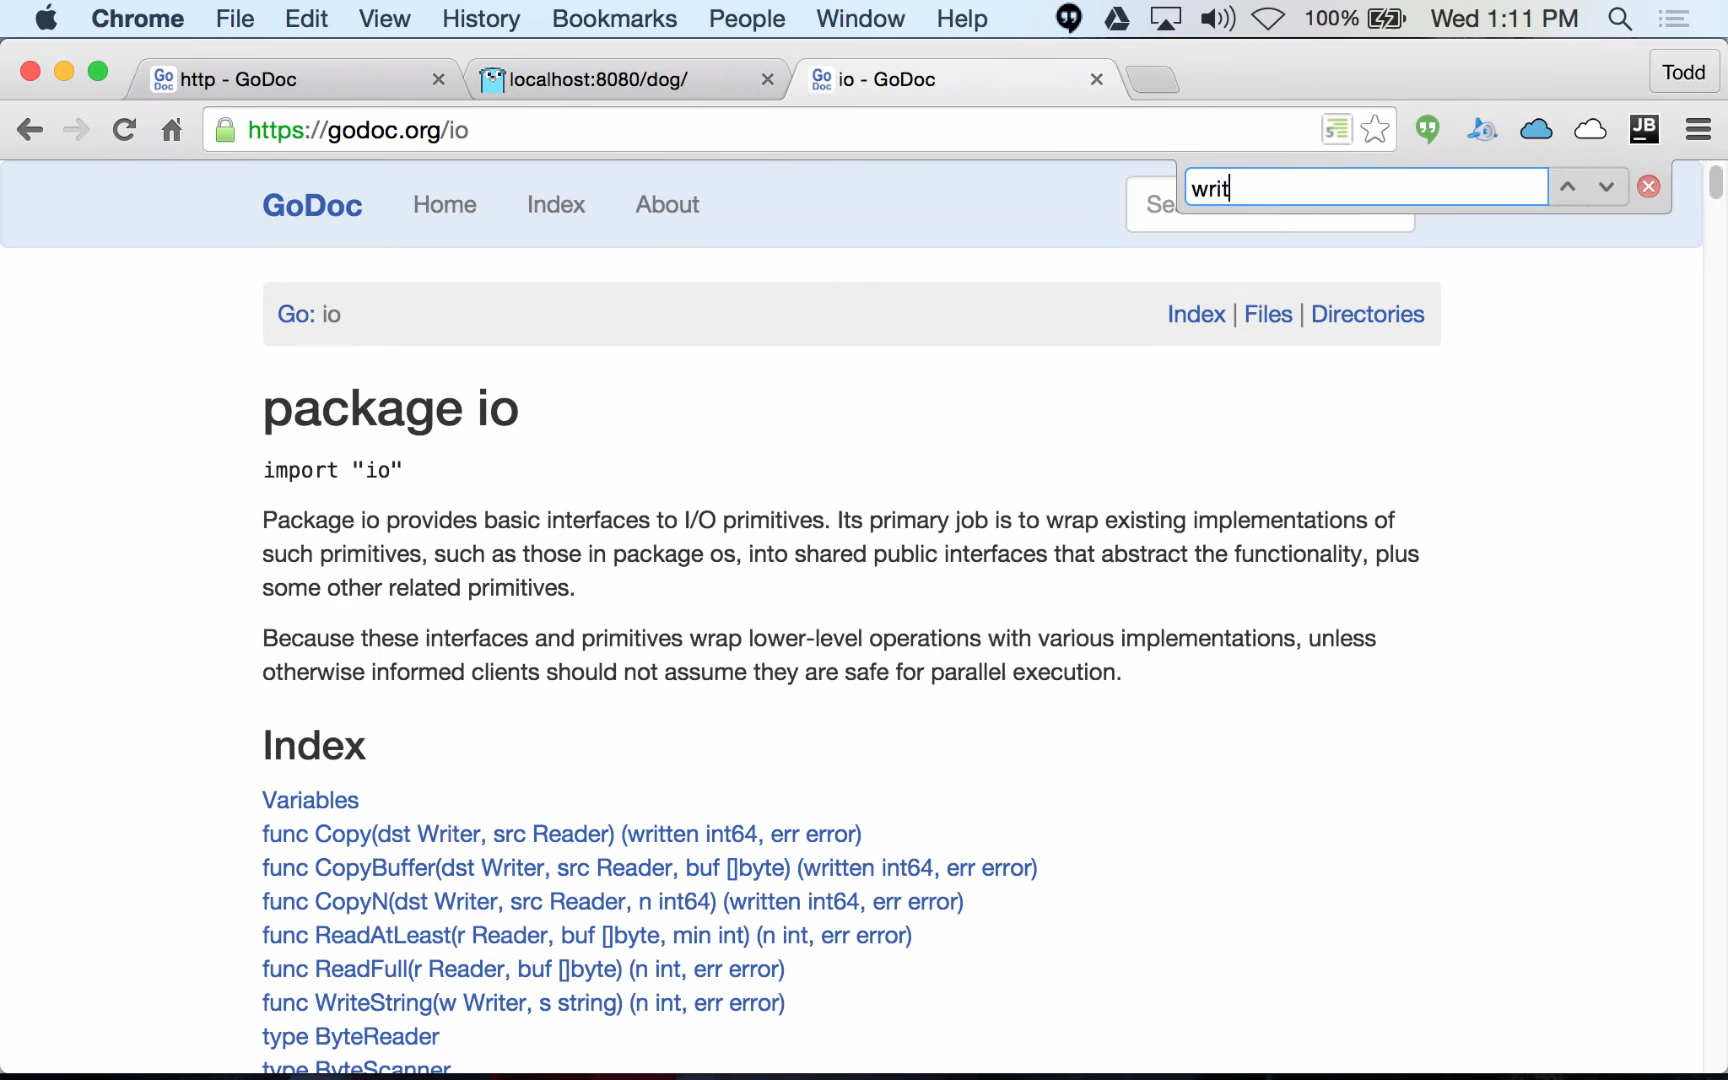 Chrome File Edit View History Bookmarks People Window Help 100% Wed 1:11 PM
Go Doc http - GoDoc localhost:8080/dog/ Go Doc io - GoDoc Todd
https://godoc.org/io JB
writ
GoDoc Home Index About
Go: io Index | Files | Directories
package io
import "io"
Package io provides basic interfaces to I/O primitives. Its primary job is to wrap existing implementations of
such primitives, such as those in package os, into shared public interfaces that abstract the functionality, plus
some other related primitives.
Because these interfaces and primitives wrap lower-level operations with various implementations, unless
otherwise informed clients should not assume they are safe for parallel execution.
Index
Variables
func Copy(dst Writer, src Reader) (written int64, err error)
func CopyBuffer(dst Writer, src Reader, buf []byte) (written int64, err error)
func CopyN(dst Writer, src Reader, n int64) (written int64, err error)
func ReadAtLeast(r Reader, buf []byte, min int) (n int, err error)
func ReadFull(r Reader, buf []byte) (n int, err error)
func WriteString(w Writer, s string) (n int, err error)
type ByteReader
type ByteScanner